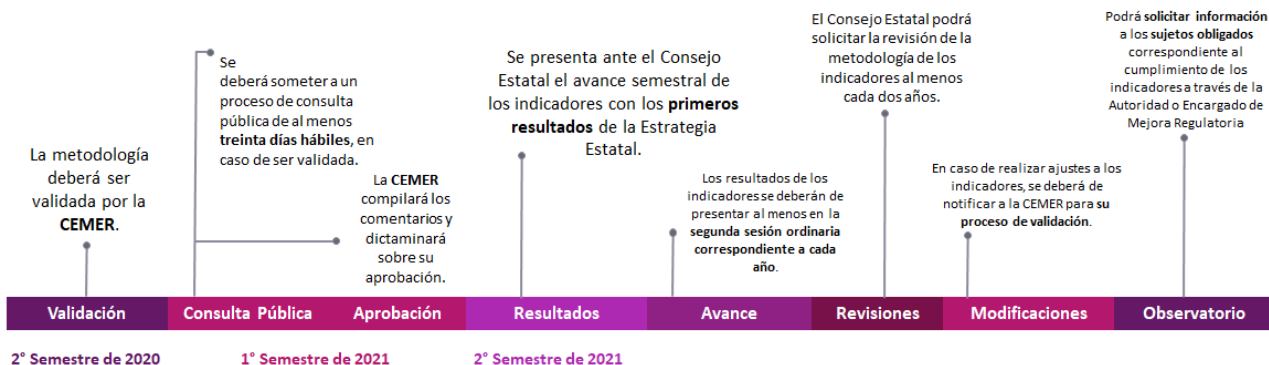 La metodología
deberá ser
validada por la
CEMER.
Se
deberá someter a un
proceso de consulta
pública de al menos
treinta días hábiles, en
caso de ser validada.
La CEMER
compilará los
comentarios y
dictaminará
sobre su
aprobación.
Se presenta ante el Consejo
Estatal el avance semestral de
los indicadores con los primeros
resultados de la Estrategia
Estatal.
Los resultados de los
indicadores se deberán de
presentar al menos en la
segunda sesión ordinaria
correspondiente a cada
año.
El Consejo Estatal podrá
solicitar la revisión de la
metodología de los
indicadores al menos
cada dos años.
En caso de realizar ajustes a los
indicadores, se deberá de
notificar a la CEMER para su
proceso de validación.
Podrá solicitar información
a los sujetos obligados
correspondiente al
cumplimiento de los
indicadores a través de la
Autoridad o Encargado de
Mejora Regulatoria
Validación
Consulta Pública
Aprobación
Resultados
Avance
Revisiones
Modificaciones
Observatorio
2° Semestre de 2020
1° Semestre de 2021
2° Semestre de 2021